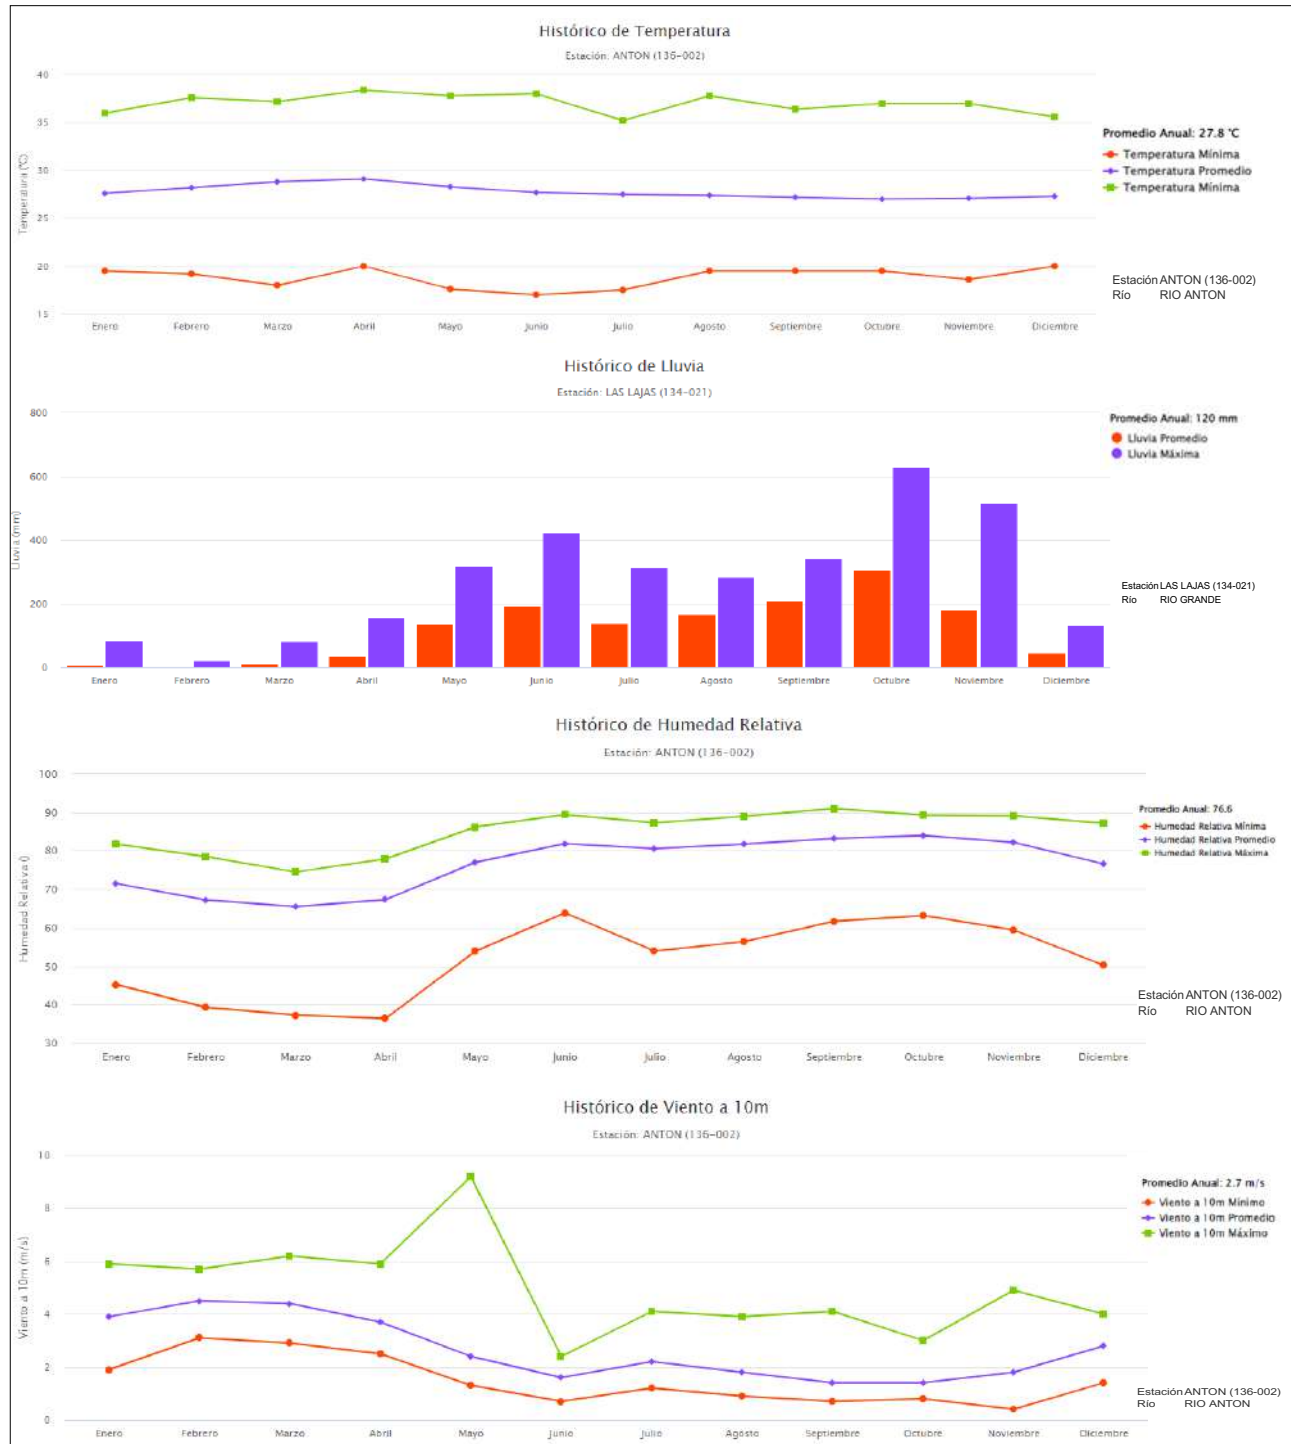 Histórico de Temperatura
Estación: ANTON (136-002)
40
35
30
25
20
15
Temperatura (°C)
Enero Febrero Marzo Abril Mayo Junio Julio Agosto Septiembre Octubre Noviembre Diciembre
Promedio Anual: 27.8 °C
Temperatura Mínima
Temperatura Promedio
Temperatura Mínima
Estación ANTON (136-002)
Río RIO ANTON
Histórico de Lluvia
Estación: LAS LAJAS (134-021)
800
600
400
200
0
Lluvia (mm)
Enero Febrero Marzo Abril Mayo Junio Julio Agosto Septiembre Octubre Noviembre Diciembre
Promedio Anual: 120 mm
Lluvia Promedio
Lluvia Máxima
Estación LAS LAJAS (134-021)
Río RIO GRANDE
Histórico de Humedad Relativa
Estación: ANTON (136-002)
100
90
80
70
60
50
40
30
Humedad Relativa ()
Enero Febrero Marzo Abril Mayo Junio Julio Agosto Septiembre Octubre Noviembre Diciembre
Promedio Anual: 76.6
Humedad Relativa Mínima
Humedad Relativa Promedio
Humedad Relativa Máxima
Estación ANTON (136-002)
Río RIO ANTON
Histórico de Viento a 10m
Estación: ANTON (136-002)
10
8
6
4
2
0
Viento a 10m (m/s)
Enero Febrero Marzo Abril Mayo Junio Julio Agosto Septiembre Octubre Noviembre Diciembre
Promedio Anual: 2.7 m/s
Viento a 10m Mínimo
Viento a 10m Promedio
Viento a 10m Máximo
Estación ANTON (136-002)
Río RIO ANTON